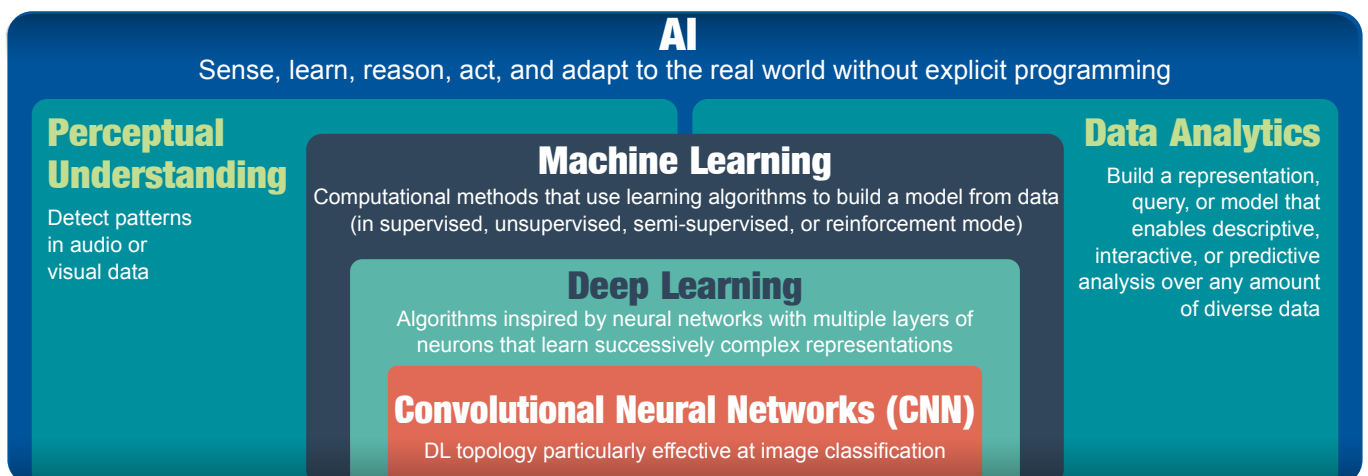 AI
Sense, learn, reason, act, and adapt to the real world without explicit programming
Perceptual
Understanding
Detect patterns
in audio or
visual data
Machine Learning
Computational methods that use learning algorithms to build a model from data
(in supervised, unsupervised, semi-supervised, or reinforcement mode)
Deep Learning
Algorithms inspired by neural networks with multiple layers of
neurons that learn successively complex representations
Convolutional Neural Networks (CNN)
DL topology particularly effective at image classification
Data Analytics
Build a representation,
query, or model that
enables descriptive,
interactive, or predictive
analysis over any amount
of diverse data